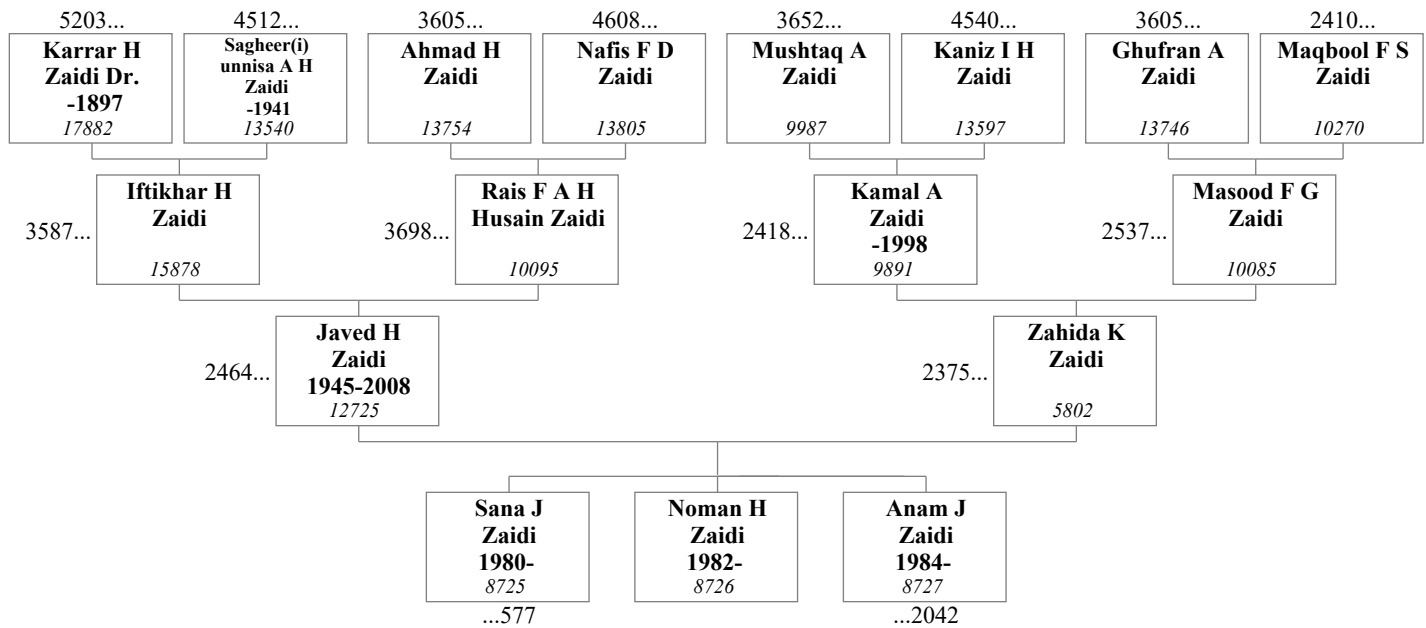 5203... 4512... 3605... 4608... 3652... 4540... 3605... 2410...
Karrar H
Zaidi Dr.
-1897
17882
Sagheer(i)
unnisa A H
Zaidi
-1941
13540
Ahmad H
Zaidi
13754
Nafis F D
Zaidi
13805
Mushtaq A
Zaidi
9987
Kaniz I H
Zaidi
13597
Ghufran A
Zaidi
13746
Maqbool F S
Zaidi
10270
3587...
Iftikhar H
Zaidi
15878
3698...
Rais F A H
Husain Zaidi
10095
2418...
Kamal A
Zaidi
-1998
9891
2537...
Masood F G
Zaidi
10085
2464...
Javed H
Zaidi
1945-2008
12725
2375...
Zahida K
Zaidi
5802
Sana J
Zaidi
1980-
8725
...577
Noman H
Zaidi
1982-
8726
Anam J
Zaidi
1984-
8727
...2042